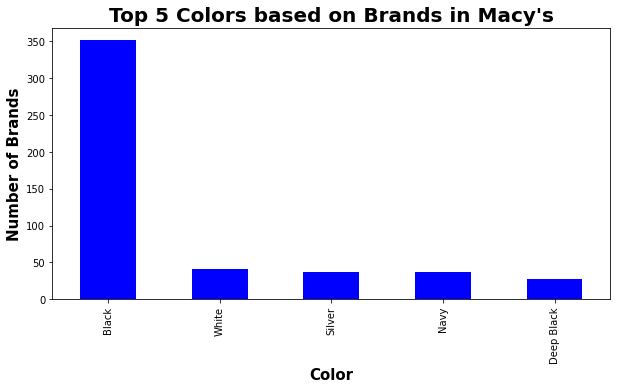 Top 5 Colors based on Brands in Macy's
350
300
250
200
150
100
50
0
Number of Brands
Black
White
Silver
Navy
Deep Black
Color